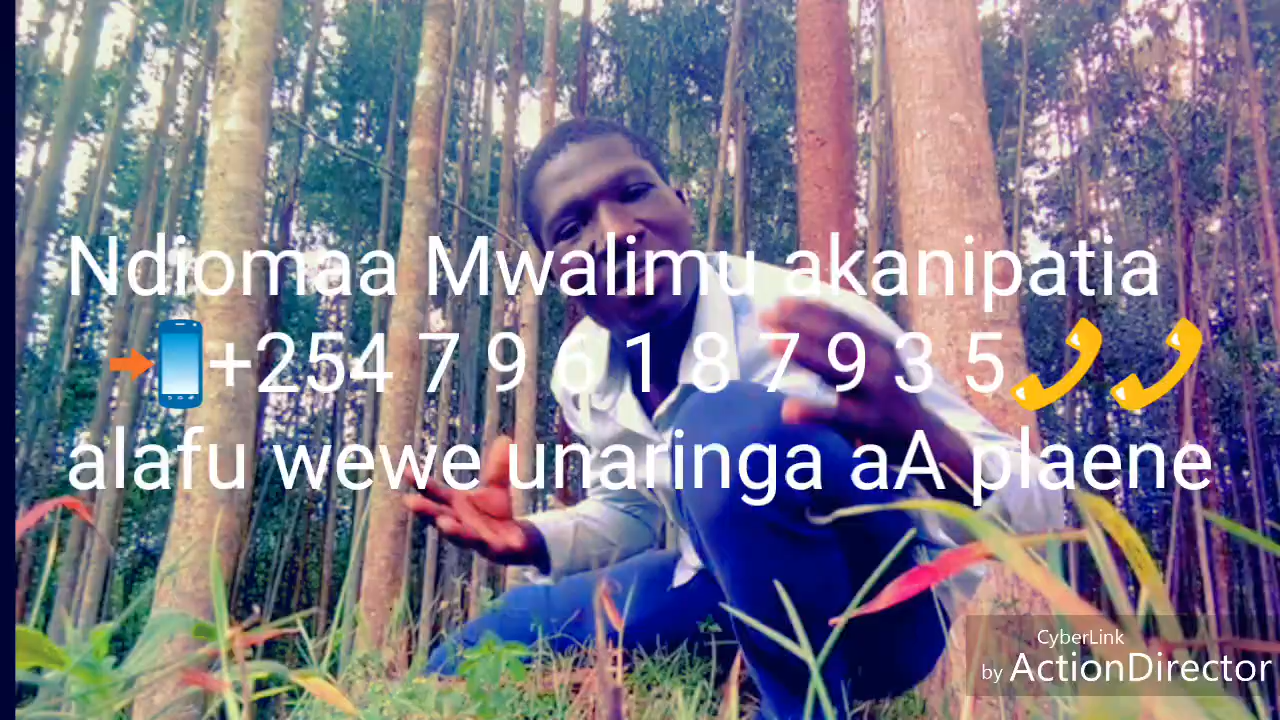 Ndiomaa Mwalimu akanipatia
📲+254 7 9 6 1 8 7 9 3 5📞📞
alafu wewe unaringa aA plaene
CyberLink
by ActionDirector